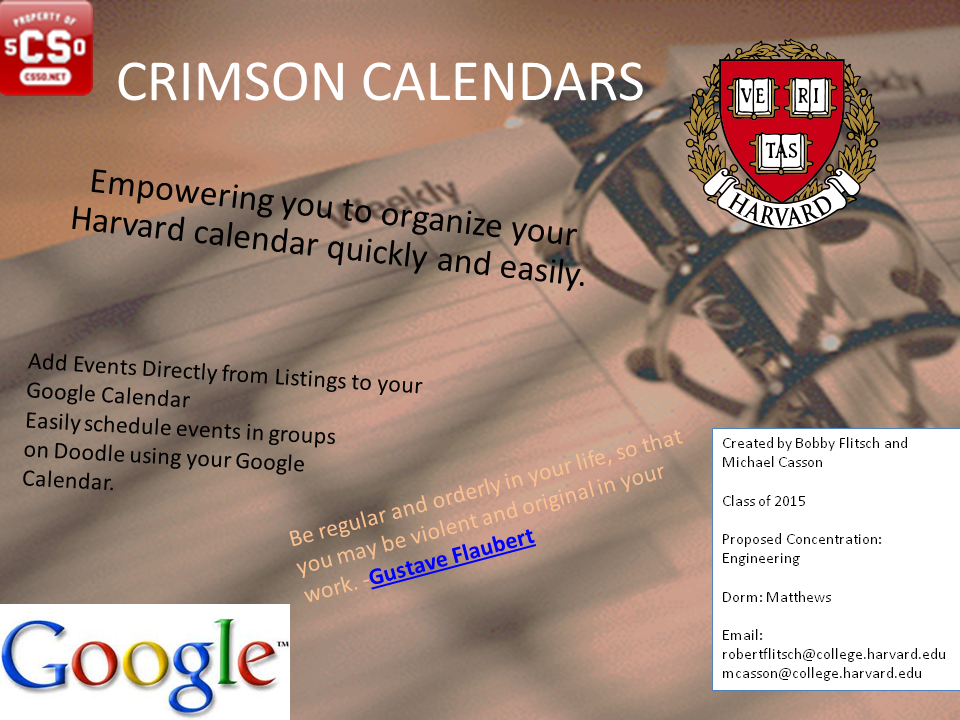 PROPERTY OF
5CS0
CS50.NET
CRIMSON CALENDARS
VE RI
TAS
HARVARD
Weekly
Weekly
Empowering you to organize your
Harvard calendar quickly and easily.
Add Events Directly from Listings to your
Google Calendar
Easily schedule events in groups
on Doodle using your Google
Calendar.
Be regular and orderly in your life, so that
you may be violent and original in your
work. -Gustave Flaubert
Created by Bobby Flitsch and
Michael Casson
Class of 2015
Proposed Concentration:
Engineering
Dorm: Matthews
Email:
robertflitsch@college.harvard.edu
mcasson@college.harvard.edu
Google™